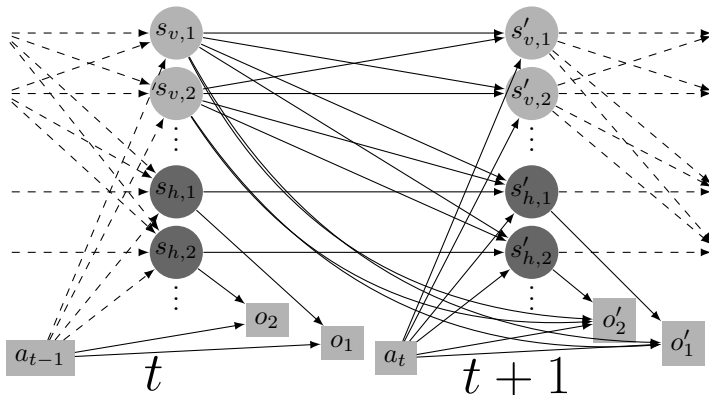 s_{v,1} s'_{v,1}
s_{v,2} s'_{v,2}
⋮ ⋮
s_{h,1} s'_{h,1}
s_{h,2} s'_{h,2}
⋮ ⋮
o_2 o'_2
o_1 o'_1
a_{t−1} a_t
t t + 1